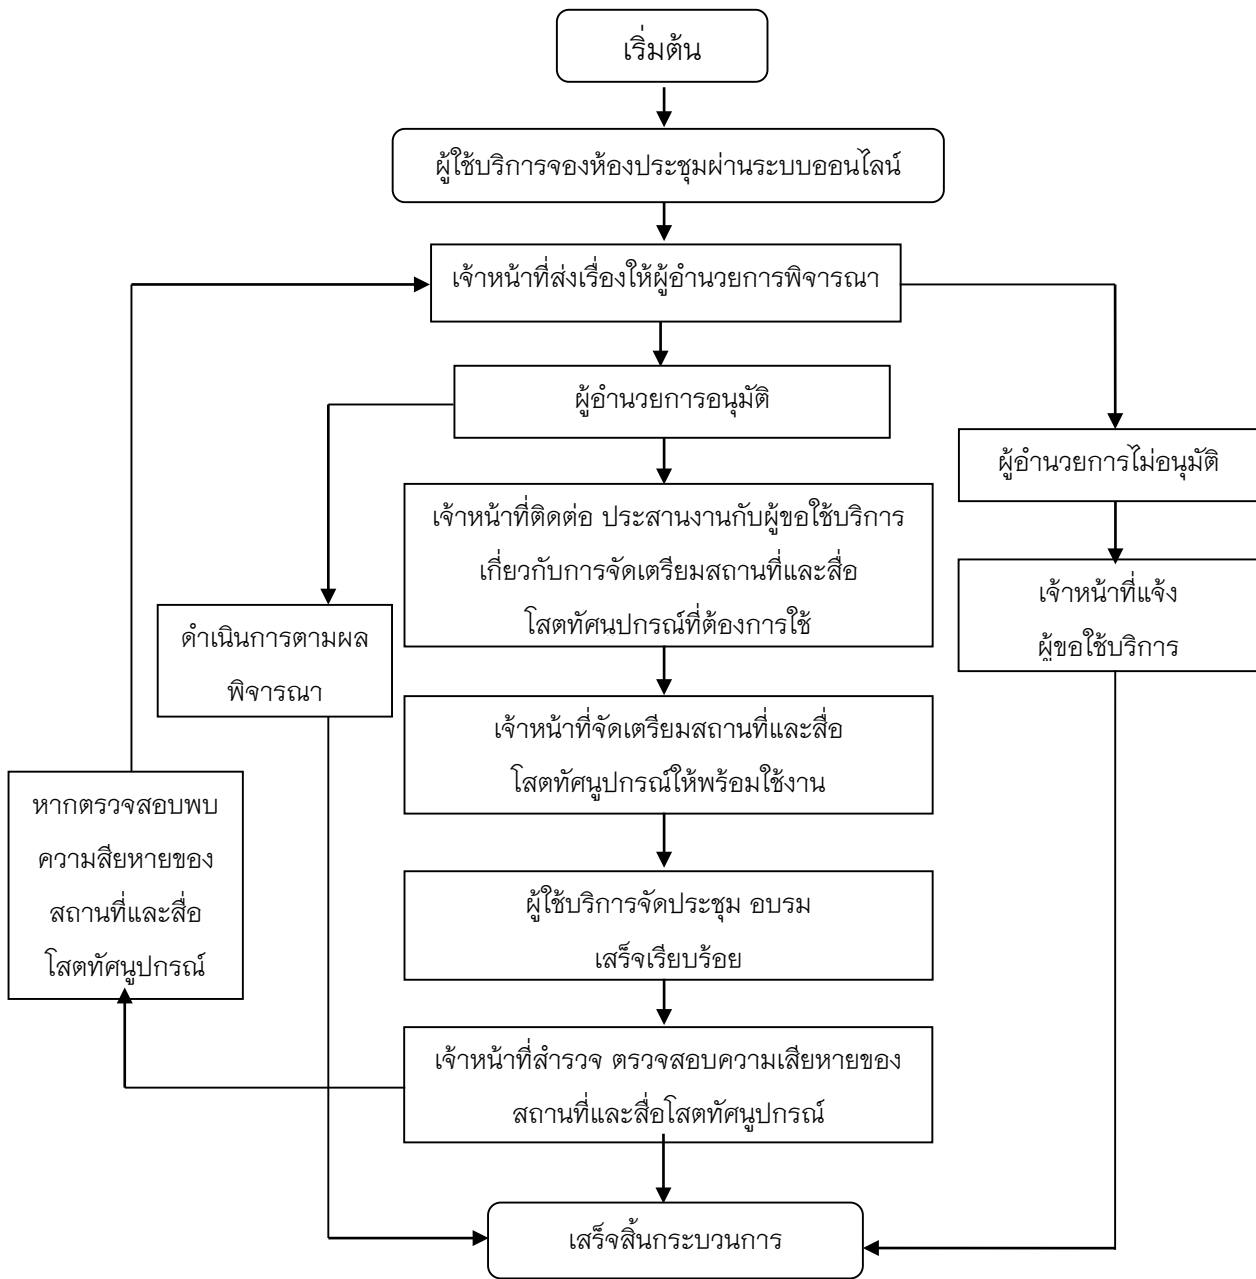 เริ่มต้น
ผู้ใช้บริการจองห้องประชุมผ่านระบบออนไลน์
เจ้าหน้าที่ส่งเรื่องให้ผู้อำนวยการพิจารณา
ผู้อำนวยการอนุมัติ
ผู้อำนวยการไม่อนุมัติ
เจ้าหน้าที่ติดต่อ ประสานงานกับผู้ขอใช้บริการ
เกี่ยวกับการจัดเตรียมสถานที่และสื่อ
โสตทัศนปกรณ์ที่ต้องการใช้
เจ้าหน้าที่แจ้ง
ผู้ขอใช้บริการ
ดำเนินการตามผล
พิจารณา
เจ้าหน้าที่จัดเตรียมสถานที่และสื่อ
โสตทัศนูปกรณ์ให้พร้อมใช้งาน
หากตรวจสอบพบ
ความสียหายของ
สถานที่และสื่อ
โสตทัศนูปกรณ์
ผู้ใช้บริการจัดประชุม อบรม
เสร็จเรียบร้อย
เจ้าหน้าที่สำรวจ ตรวจสอบความเสียหายของ
สถานที่และสื่อโสตทัศนูปกรณ์
เสร็จสิ้นกระบวนการ